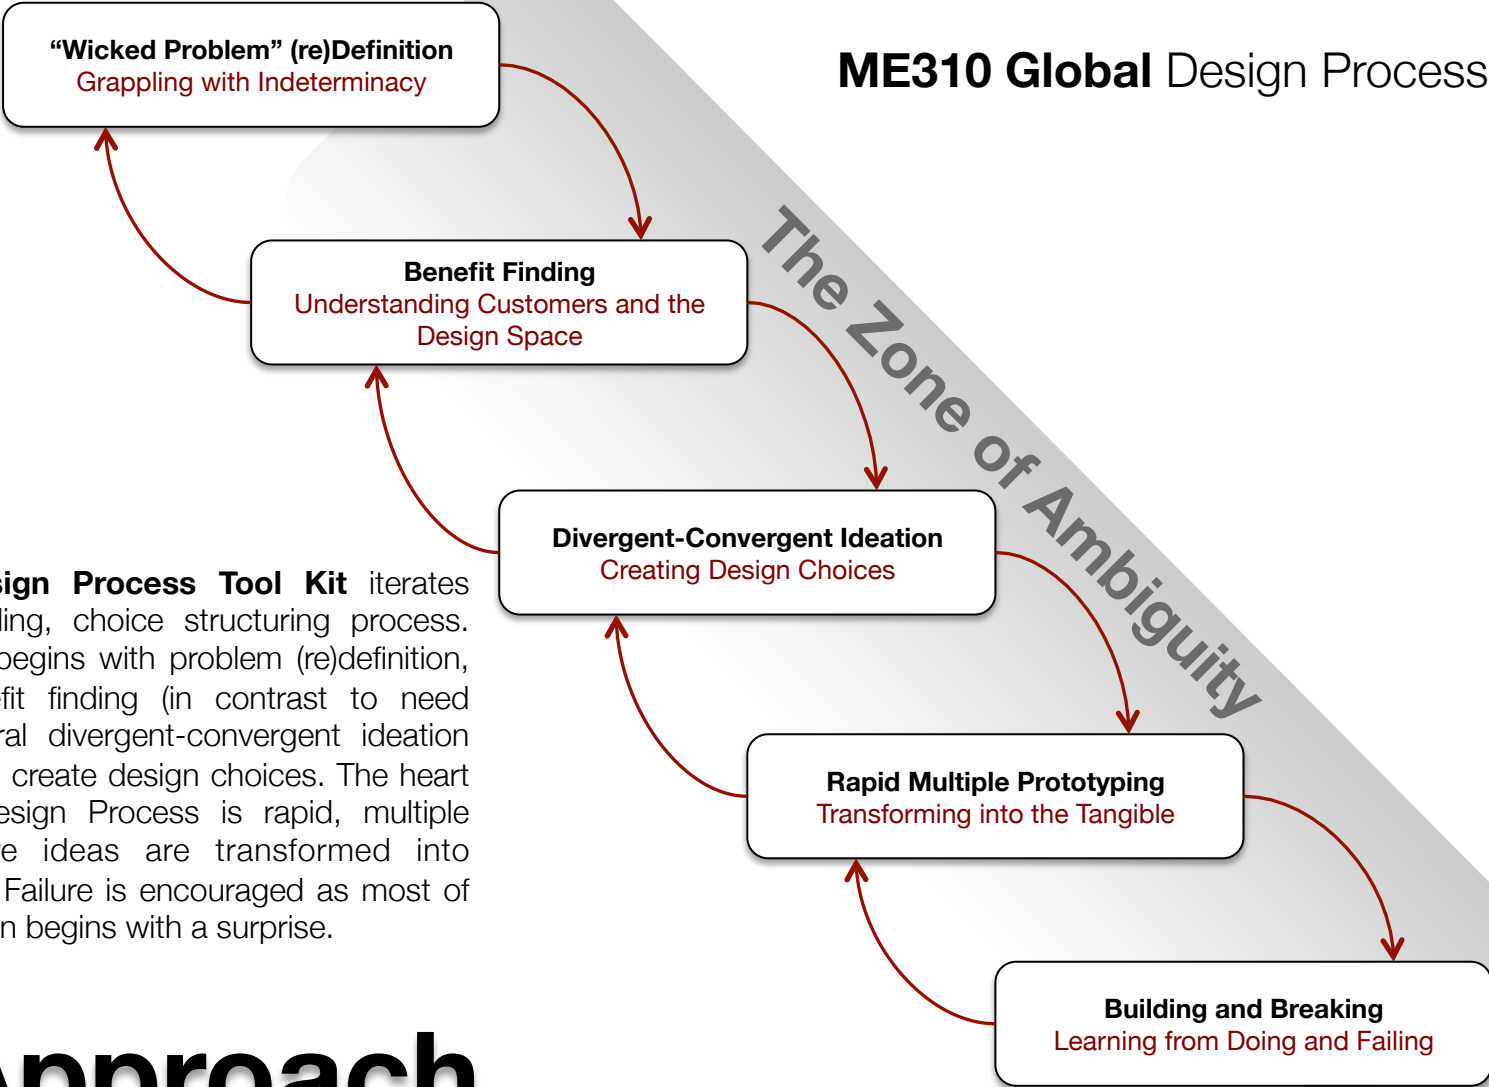 “Wicked Problem” (re)Definition
Grappling with Indeterminacy
ME310 Global Design Process
Benefit Finding
Understanding Customers and the
Design Space
The Zone of Ambiguity
Divergent-Convergent Ideation
Creating Design Choices
Process Tool Kit iterates
choice structuring process.
begins with problem (re)definition,
finding (in contrast to need
divergent-convergent ideation
create design choices. The heart
Process is rapid, multiple
ideas are transformed into
Failure is encouraged as most of
begins with a surprise.
Rapid Multiple Prototyping
Transforming into the Tangible
Building and Breaking
Learning from Doing and Failing
Approach